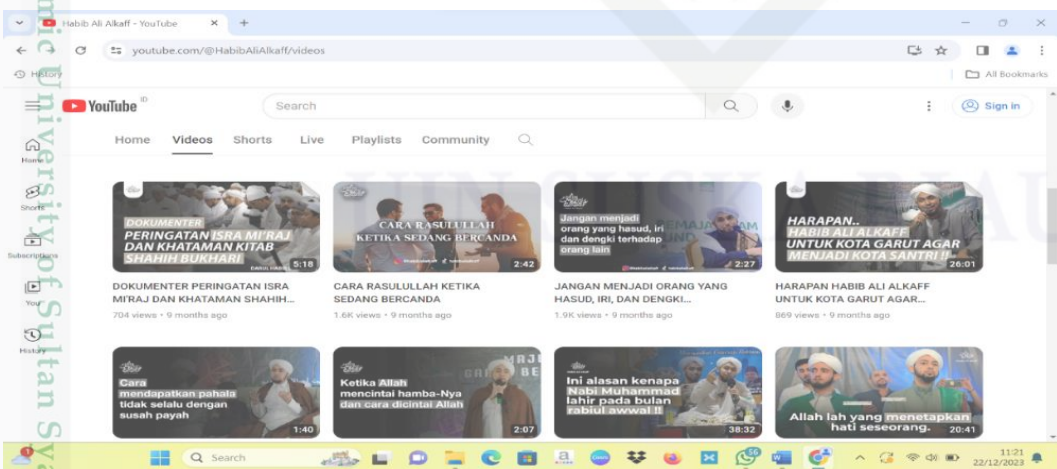 Habib Ali Alkaff - YouTube
youtube.com/@HabibAliAlkaff/videos
History
All Bookmarks
YouTube ID
Search
Sign in
Home Videos Shorts Live Playlists Community
Home
Shorts
Subscriptions
You
History
DOKUMENTER
PERINGATAN ISRA MI'RAJ
DAN KHATAMAN KITAB
SHAHIH BUKHARI
5:18
DOKUMENTER PERINGATAN ISRA
MI'RAJ DAN KHATAMAN SHAHIH...
704 views • 9 months ago
CARA RASULULLAH
KETIKA SEDANG BERCANDA
2:42
CARA RASULULLAH KETIKA
SEDANG BERCANDA
1.6K views • 9 months ago
Jangan menjadi
orang yang hasud, iri
dan dengki terhadap
orang lain
2:27
JANGAN MENJADI ORANG YANG
HASUD, IRI, DAN DENGKI...
1.9K views • 9 months ago
HARAPAN..
HABIB ALI ALKAFF
UNTUK KOTA GARUT AGAR
MENJADI KOTA SANTRI !!
26:01
HARAPAN HABIB ALI ALKAFF
UNTUK KOTA GARUT AGAR...
869 views • 9 months ago
Cara
mendapatkan pahala
tidak selalu dengan
susah payah
1:40
Ketika Allah
mencintai hamba-Nya
dan cara dicintai Allah
2:07
Ini alasan kenapa
Nabi Muhammad
lahir pada bulan
rabiul awwal !!
38:32
Allah lah yang menetapkan
hati seseorang.
20:41
Search
11:21
22/12/2023
UIN SUSKA RIAU
University of Sultan